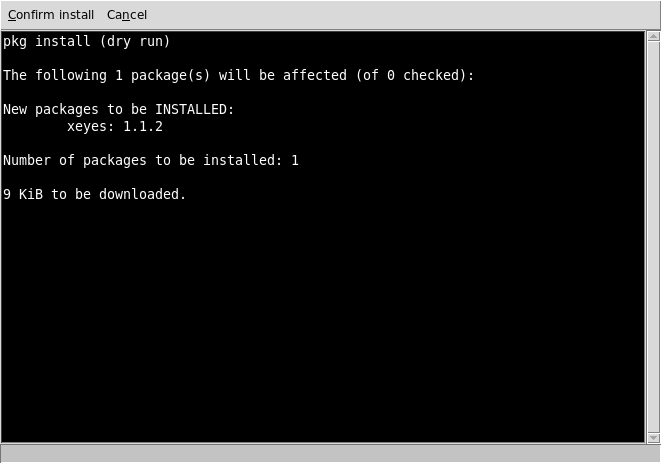 Confirm install Cancel
pkg install (dry run)
The following 1 package(s) will be affected (of 0 checked):
New packages to be INSTALLED:
xeyes: 1.1.2
Number of packages to be installed: 1
9 KiB to be downloaded.